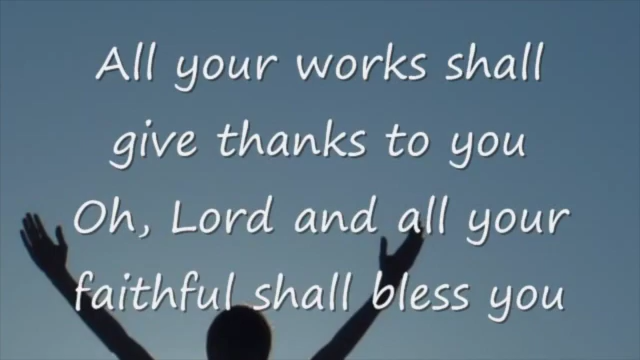 All your works shall
give thanks to you
Oh, Lord and all your
faithful shall bless you